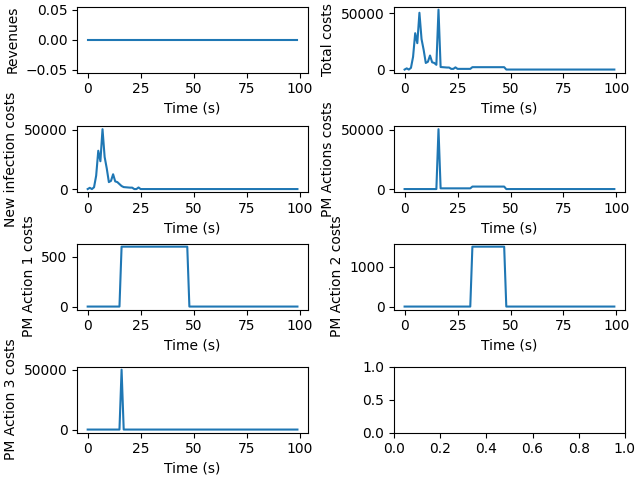 Revenues
0.05
0.00
−0.05
0 25 50 75 100
Time (s)
Total costs
50000
0
0 25 50 75 100
Time (s)
New infection costs
50000
0
0 25 50 75 100
Time (s)
PM Actions costs
50000
0
0 25 50 75 100
Time (s)
PM Action 1 costs
500
0
0 25 50 75 100
Time (s)
PM Action 2 costs
1000
0
0 25 50 75 100
Time (s)
PM Action 3 costs
50000
0
0 25 50 75 100
Time (s)
1.0
0.5
0.0
0.0 0.2 0.4 0.6 0.8 1.0